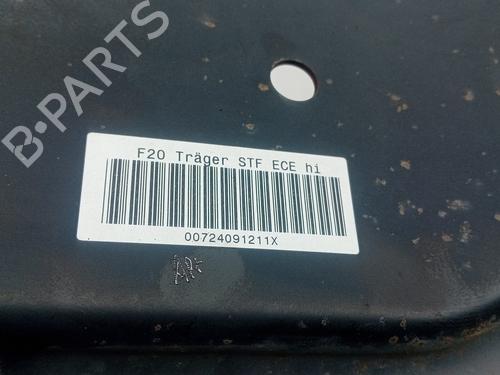 B-PARTS
F20 Träger STF ECE hi
00724091211X